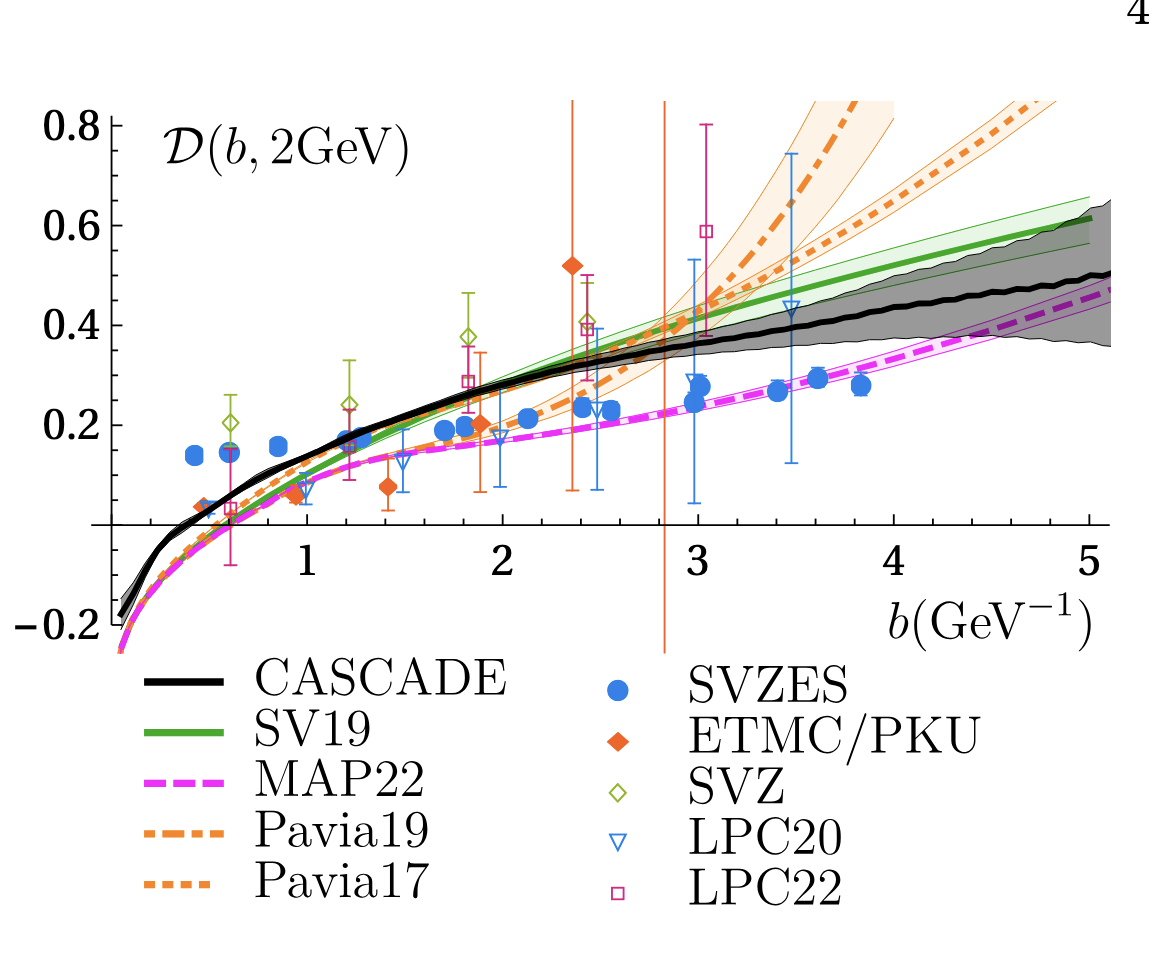 4
0.8
𝒟(b, 2GeV)
0.6
0.4
0.2
1 2 3 4 5
−0.2
b(GeV⁻¹)
CASCADE
SV19
MAP22
Pavia19
Pavia17
SVZES
ETMC/PKU
SVZ
LPC20
LPC22